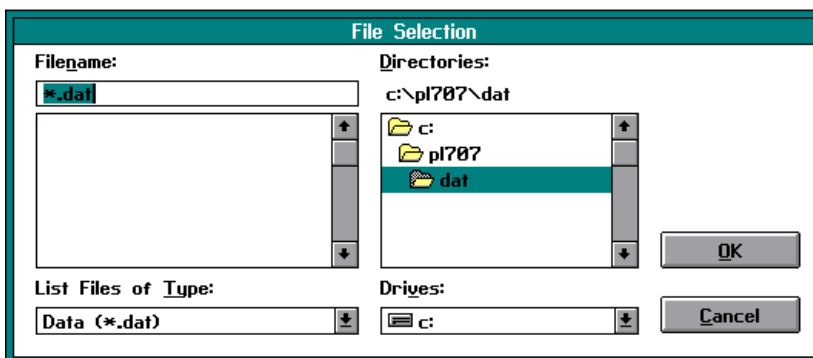 File Selection
Filename:
*.dat
Directories:
c:\pl707\dat
c:
pl707
dat
OK
List Files of Type:
Data (*.dat)
Drives:
c:
Cancel